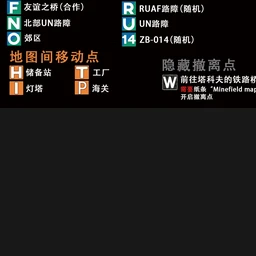 F 友谊之桥(合作)
R RUAF路障(随机)
N 北部UN路障
U UN路障
O 郊区
14 ZB-014(随机)
地图间移动点
H 储备站
T 工厂
I 灯塔
P 海关
隐藏撤离点
W 前往塔科夫的铁路桥
纸条“Minefield map
开启撤离点